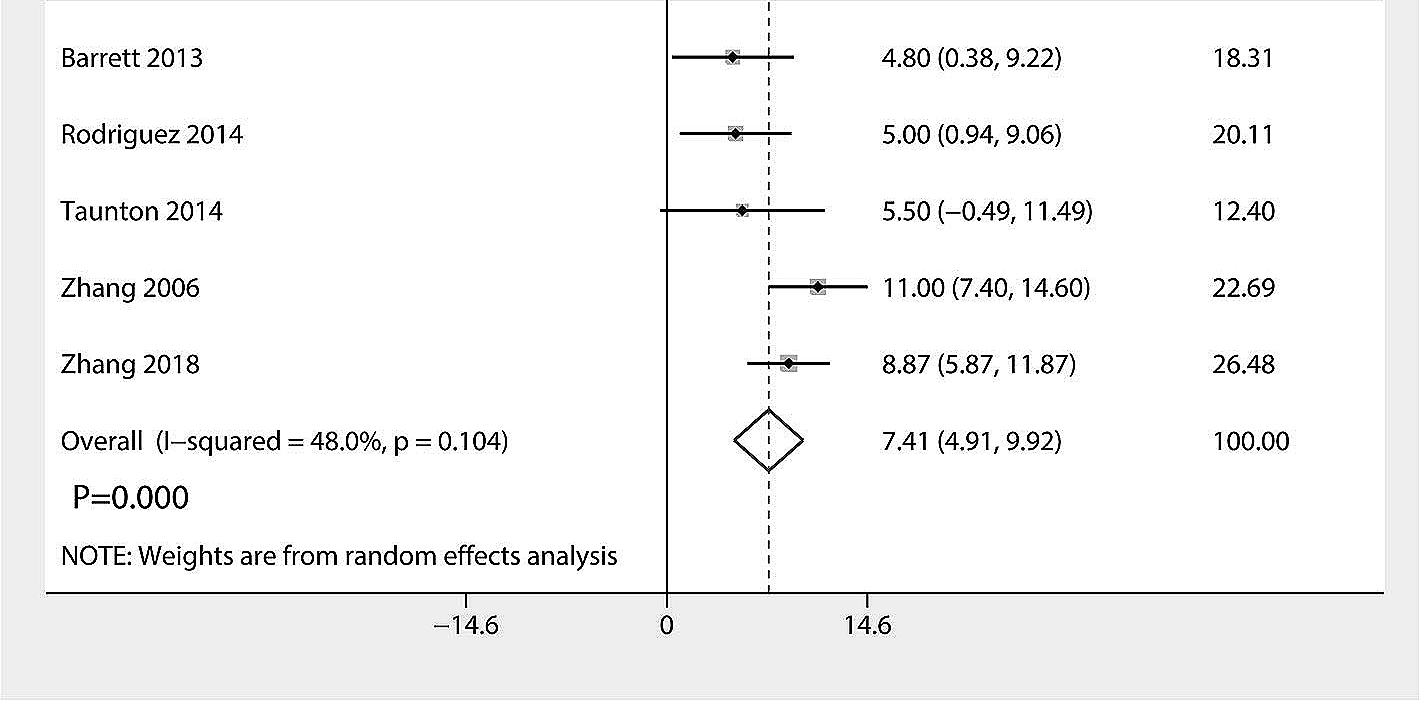 Barrett 2013 4.80 (0.38, 9.22) 18.31
Rodriguez 2014 5.00 (0.94, 9.06) 20.11
Taunton 2014 5.50 (−0.49, 11.49) 12.40
Zhang 2006 11.00 (7.40, 14.60) 22.69
Zhang 2018 8.87 (5.87, 11.87) 26.48
Overall (I−squared = 48.0%, p = 0.104) 7.41 (4.91, 9.92) 100.00
P=0.000
NOTE: Weights are from random effects analysis
−14.6 0 14.6